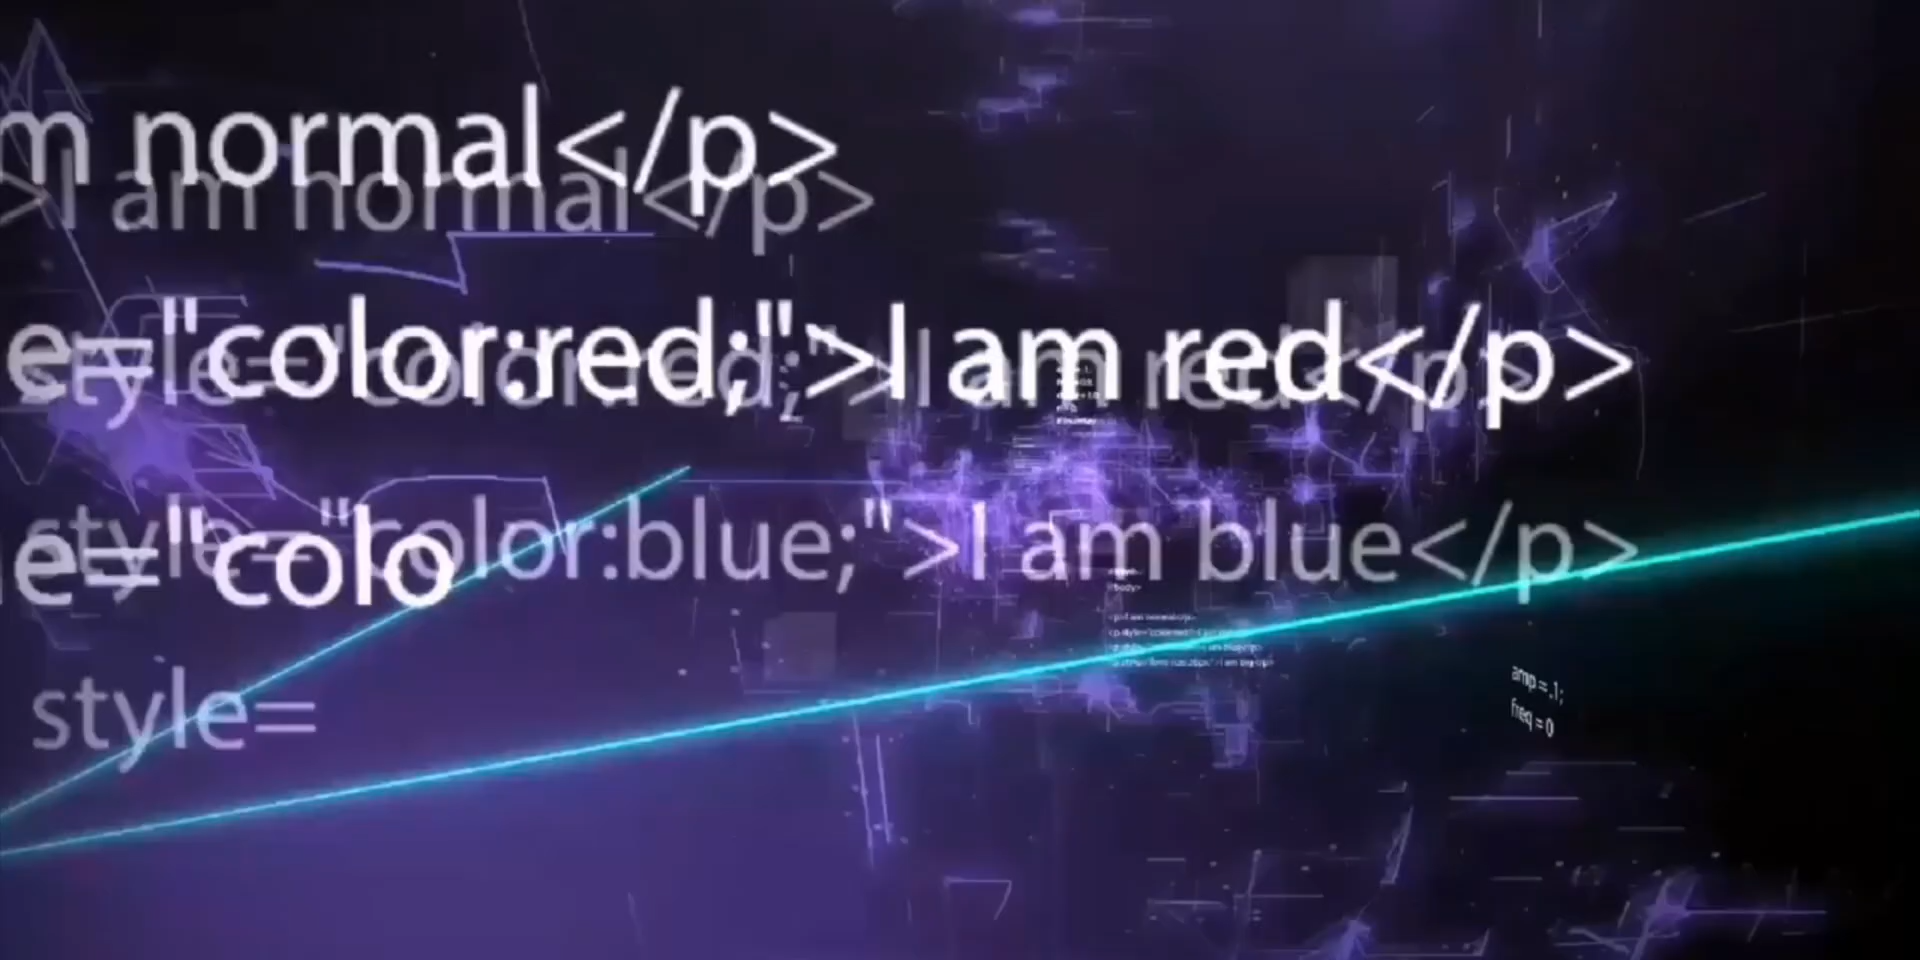 m normal</p>
>I am normal</p>
e="color:red;">I am red</p>
style="color:red;">I am red</p>
style="color:blue;">I am blue</p>
e="colo
style=
<body>
amp = .1;
freq = 0